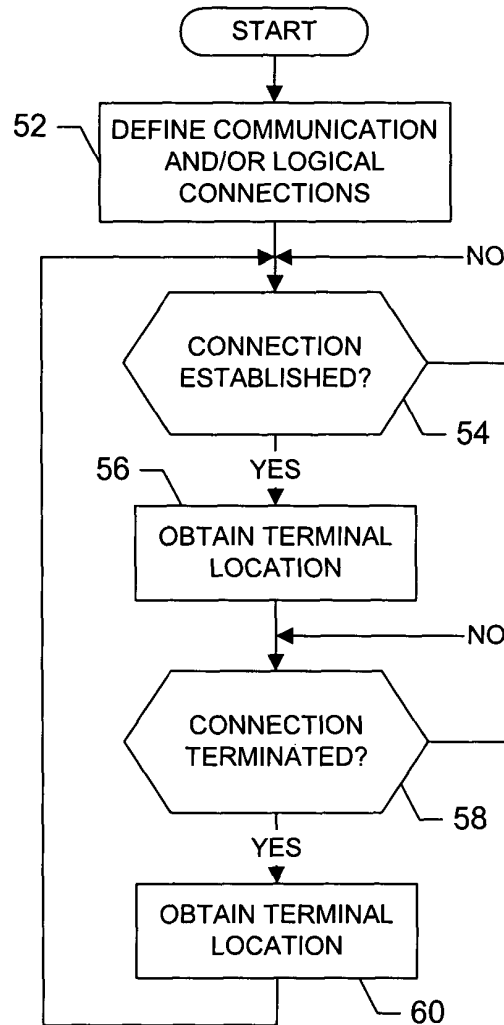 START
52
DEFINE COMMUNICATION
AND/OR LOGICAL
CONNECTIONS
NO
CONNECTION
ESTABLISHED?
54
YES
56
OBTAIN TERMINAL
LOCATION
NO
CONNECTION
TERMINATED?
58
YES
OBTAIN TERMINAL
LOCATION
60